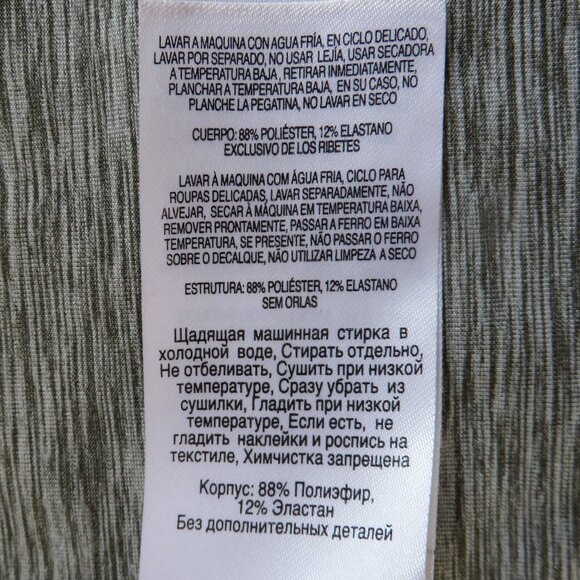 LAVAR A MAQUINA CON AGUA FRÍA, EN CICLO DELICADO,
LAVAR POR SEPARADO, NO USAR LEJÍA, USAR SECADORA
A TEMPERATURA BAJA, RETIRAR INMEDIATAMENTE,
PLANCHAR A TEMPERATURA BAJA, EN SU CASO, NO
PLANCHE LA PEGATINA, NO LAVAR EN SECO
CUERPO: 88% POLIÉSTER, 12% ELASTANO
EXCLUSIVO DE LOS RIBETES
LAVAR À MAQUINA COM ÁGUA FRIA, CICLO PARA
ROUPAS DELICADAS, LAVAR SEPARADAMENTE, NÃO
ALVEJAR, SECAR À MÁQUINA EM TEMPERATURA BAIXA,
REMOVER PRONTAMENTE, PASSAR A FERRO EM BAIXA
TEMPERATURA, SE PRESENTE, NÃO PASSAR O FERRO
SOBRE O DECALQUE, NÃO UTILIZAR LIMPEZA A SECO
ESTRUTURA: 88% POLIÉSTER, 12% ELASTANO
SEM ORLAS
Щадящая машинная стирка в
холодной воде, Стирать отдельно,
Не отбеливать, Сушить при низкой
температуре, Сразу убрать из
сушилки, Гладить при низкой
температуре, Если есть, не
гладить наклейки и роспись на
текстиле, Химчистка запрещена
Корпус: 88% Полиэфир,
12% Эластан
Без дополнительных деталей